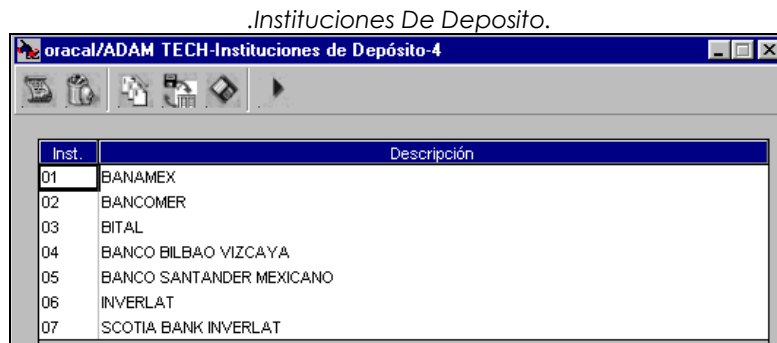 .Instituciones De Deposito.
oracal/ADAM TECH-Instituciones de Depósito-4
Inst. Descripción
01 BANAMEX
02 BANCOMER
03 BITAL
04 BANCO BILBAO VIZCAYA
05 BANCO SANTANDER MEXICANO
06 INVERLAT
07 SCOTIA BANK INVERLAT